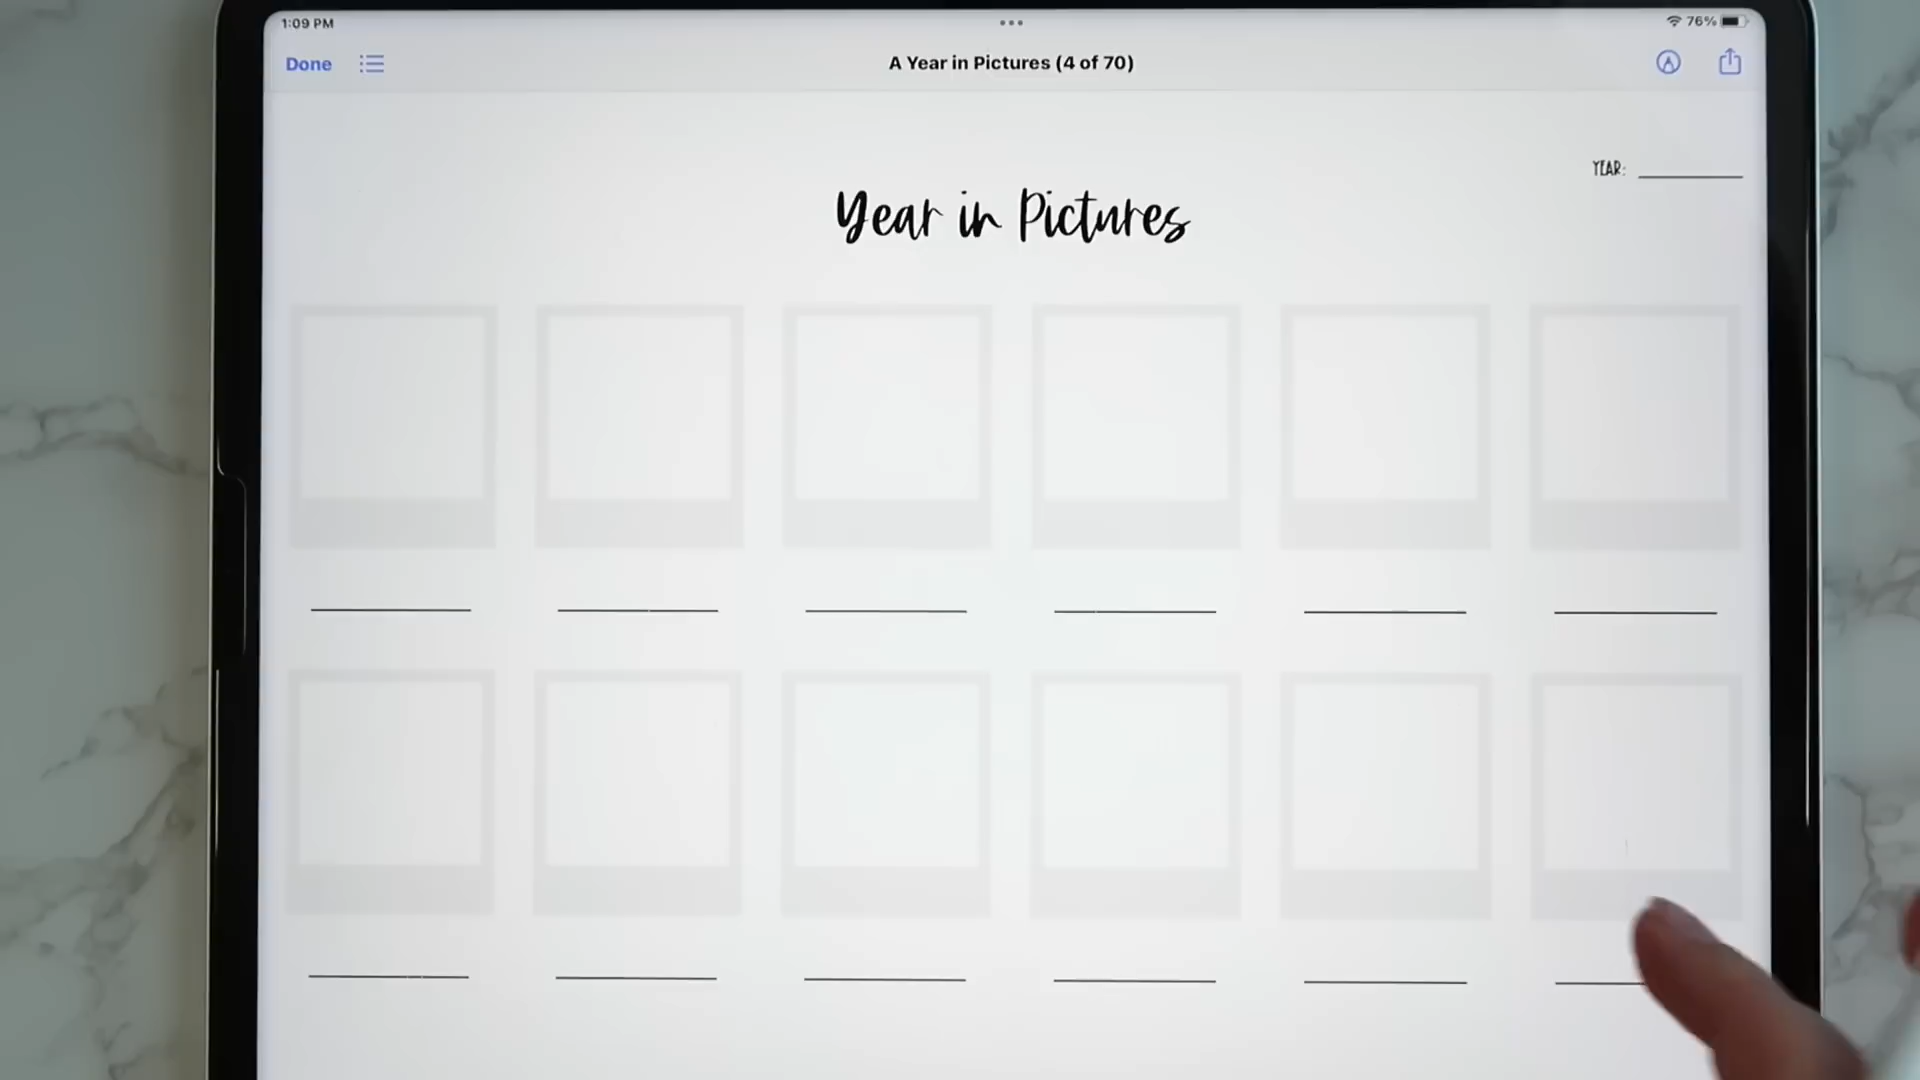 1:09 PM
76%
Done
A Year in Pictures (4 of 70)
YEAR:
Year in Pictures